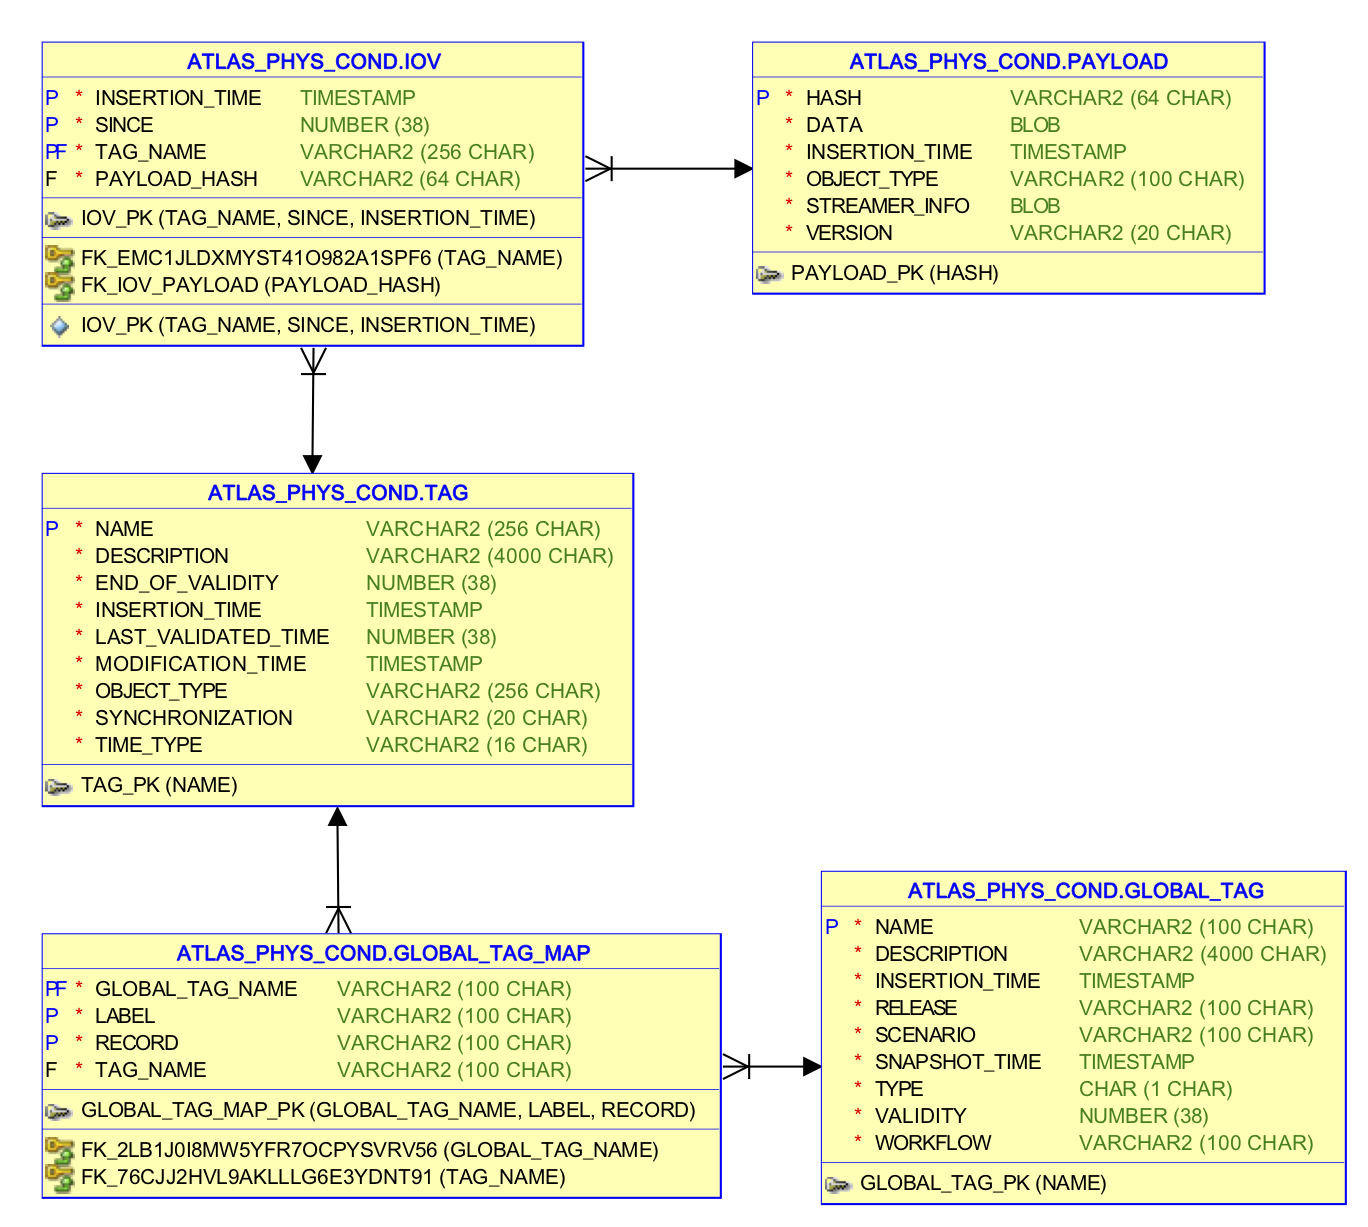 ATLAS_PHYS_COND.IOV
P * INSERTION_TIME TIMESTAMP
P * SINCE NUMBER (38)
PF * TAG_NAME VARCHAR2 (256 CHAR)
F * PAYLOAD_HASH VARCHAR2 (64 CHAR)
IOV_PK (TAG_NAME, SINCE, INSERTION_TIME)
FK_EMC1JLDXMYST41O982A1SPF6 (TAG_NAME)
FK_IOV_PAYLOAD (PAYLOAD_HASH)
IOV_PK (TAG_NAME, SINCE, INSERTION_TIME)
ATLAS_PHYS_COND.PAYLOAD
P * HASH VARCHAR2 (64 CHAR)
* DATA BLOB
* INSERTION_TIME TIMESTAMP
* OBJECT_TYPE VARCHAR2 (100 CHAR)
* STREAMER_INFO BLOB
* VERSION VARCHAR2 (20 CHAR)
PAYLOAD_PK (HASH)
ATLAS_PHYS_COND.TAG
P * NAME VARCHAR2 (256 CHAR)
* DESCRIPTION VARCHAR2 (4000 CHAR)
* END_OF_VALIDITY NUMBER (38)
* INSERTION_TIME TIMESTAMP
* LAST_VALIDATED_TIME NUMBER (38)
* MODIFICATION_TIME TIMESTAMP
* OBJECT_TYPE VARCHAR2 (256 CHAR)
* SYNCHRONIZATION VARCHAR2 (20 CHAR)
* TIME_TYPE VARCHAR2 (16 CHAR)
TAG_PK (NAME)
ATLAS_PHYS_COND.GLOBAL_TAG_MAP
PF * GLOBAL_TAG_NAME VARCHAR2 (100 CHAR)
P * LABEL VARCHAR2 (100 CHAR)
P * RECORD VARCHAR2 (100 CHAR)
F * TAG_NAME VARCHAR2 (100 CHAR)
GLOBAL_TAG_MAP_PK (GLOBAL_TAG_NAME, LABEL, RECORD)
FK_2LB1J0I8MW5YFR7OCPYSVRV56 (GLOBAL_TAG_NAME)
FK_76CJJ2HVL9AKLLLG6E3YDNT91 (TAG_NAME)
ATLAS_PHYS_COND.GLOBAL_TAG
P * NAME VARCHAR2 (100 CHAR)
* DESCRIPTION VARCHAR2 (4000 CHAR)
* INSERTION_TIME TIMESTAMP
* RELEASE VARCHAR2 (100 CHAR)
* SCENARIO VARCHAR2 (100 CHAR)
* SNAPSHOT_TIME TIMESTAMP
* TYPE CHAR (1 CHAR)
* VALIDITY NUMBER (38)
* WORKFLOW VARCHAR2 (100 CHAR)
GLOBAL_TAG_PK (NAME)